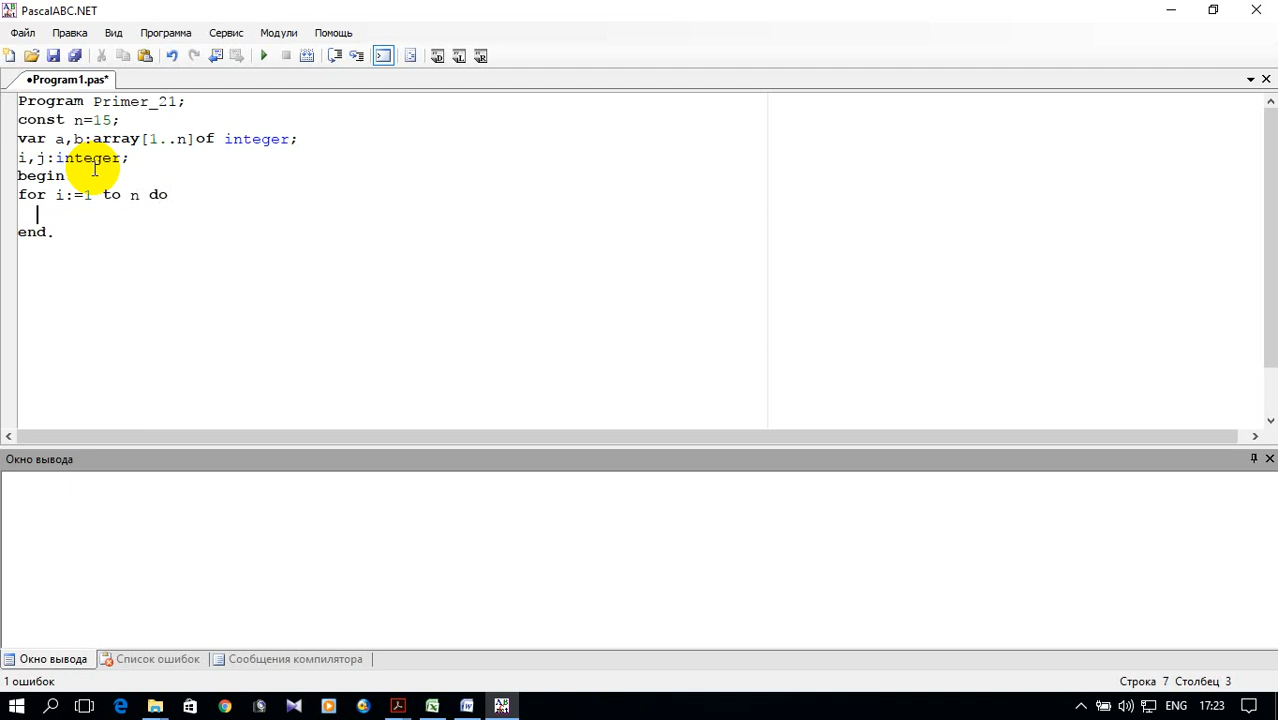 PascalABC.NET
Файл Правка Вид Программа Сервис Модули Помощь
●Program1.pas*
Program Primer_21;
const n=15;
var a,b:array[1..n]of integer;
i,j:integer;
begin
for i:=1 to n do
end.
Окно вывода
Окно вывода Список ошибок Сообщения компилятора
1 ошибок Строка 7 Столбец 3
ENG 17:23